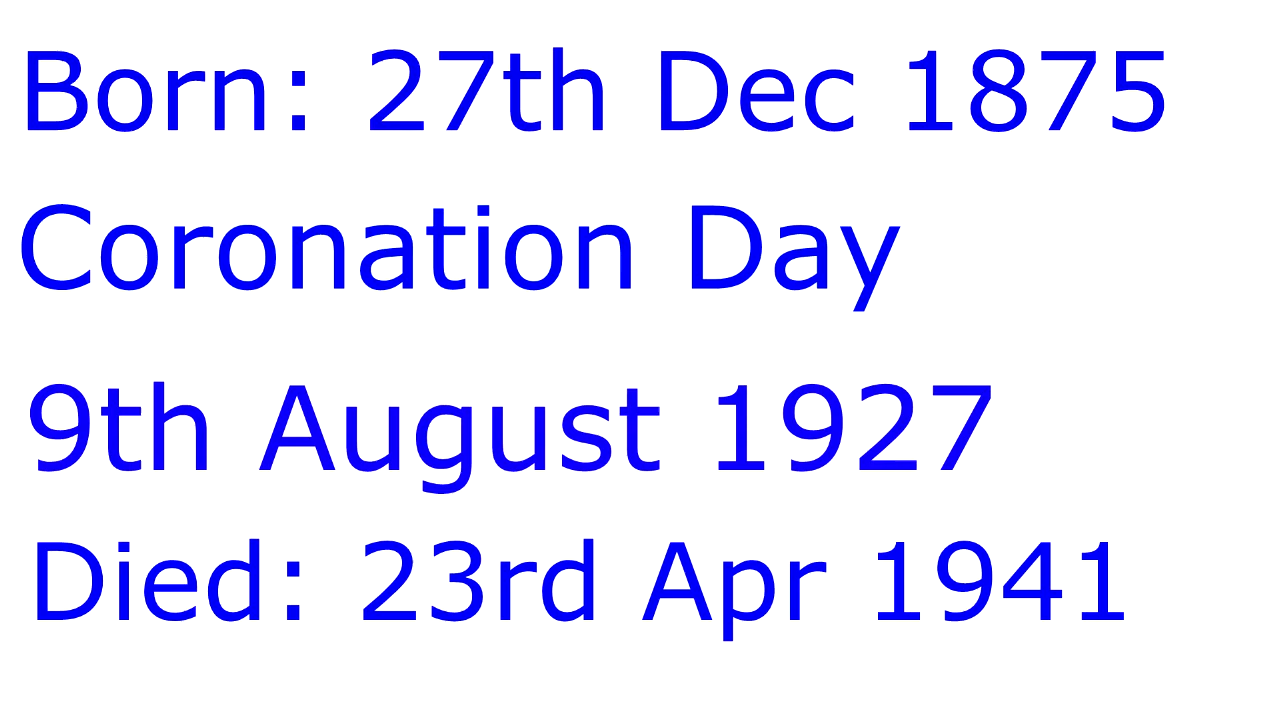 Born: 27th Dec 1875
Coronation Day
9th August 1927
Died: 23rd Apr 1941